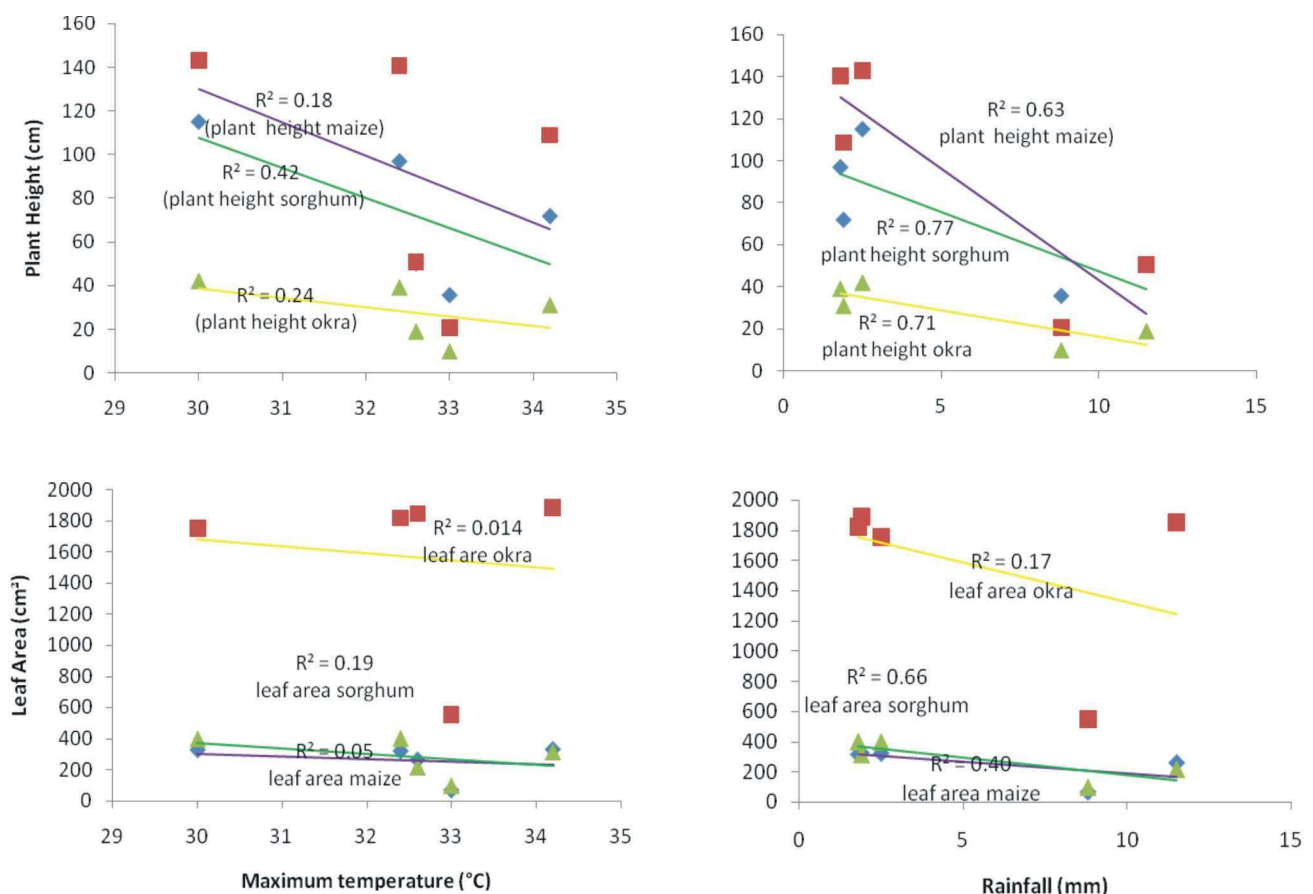 160
140
120
100
80
60
40
20
0
Plant Height (cm)
R² = 0.18
(plant height maize)
R² = 0.42
(plant height sorghum)
R² = 0.24
(plant height okra)
29 30 31 32 33 34 35
160
140
120
100
80
60
40
20
0
R² = 0.63
plant height maize)
R² = 0.77
plant height sorghum
R² = 0.71
plant height okra
0 5 10 15
2000
1800
1600
1400
1200
1000
800
600
400
200
0
Leaf Area (cm²)
R² = 0.014
leaf are okra
R² = 0.19
leaf area sorghum
R² = 0.05
leaf area maize
29 30 31 32 33 34 35
Maximum temperature (°C)
2000
1800
1600
1400
1200
1000
800
600
400
200
0
R² = 0.17
leaf area okra
R² = 0.66
leaf area sorghum
R² = 0.40
leaf area maize
0 5 10 15
Rainfall (mm)